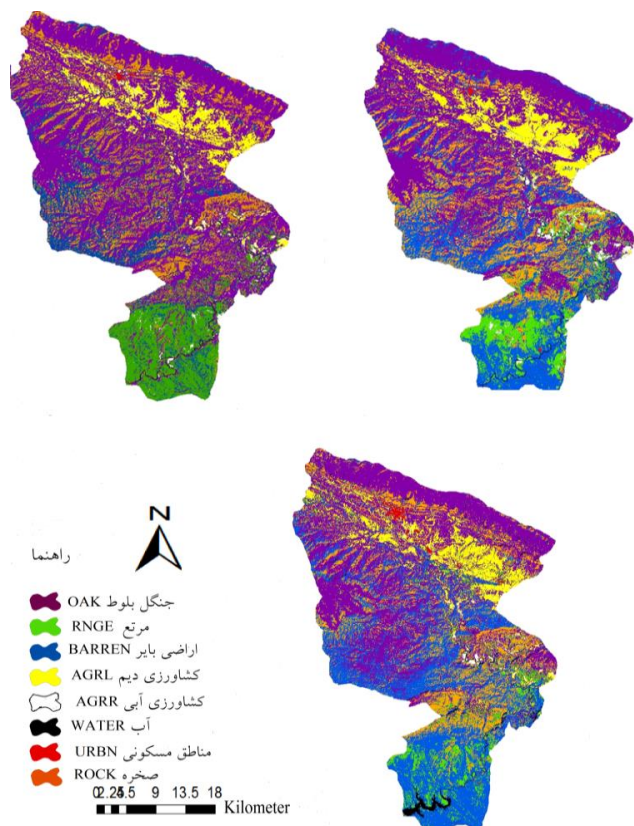 N
راهنما
جنگل بلوط OAK
مرتع RNGE
اراضی بایر BARREN
کشاورزی دیم AGRL
کشاورزی آبی AGRR
آب WATER
مناطق مسکونی URBN
صخره ROCK
9 13.5 18
Kilometer